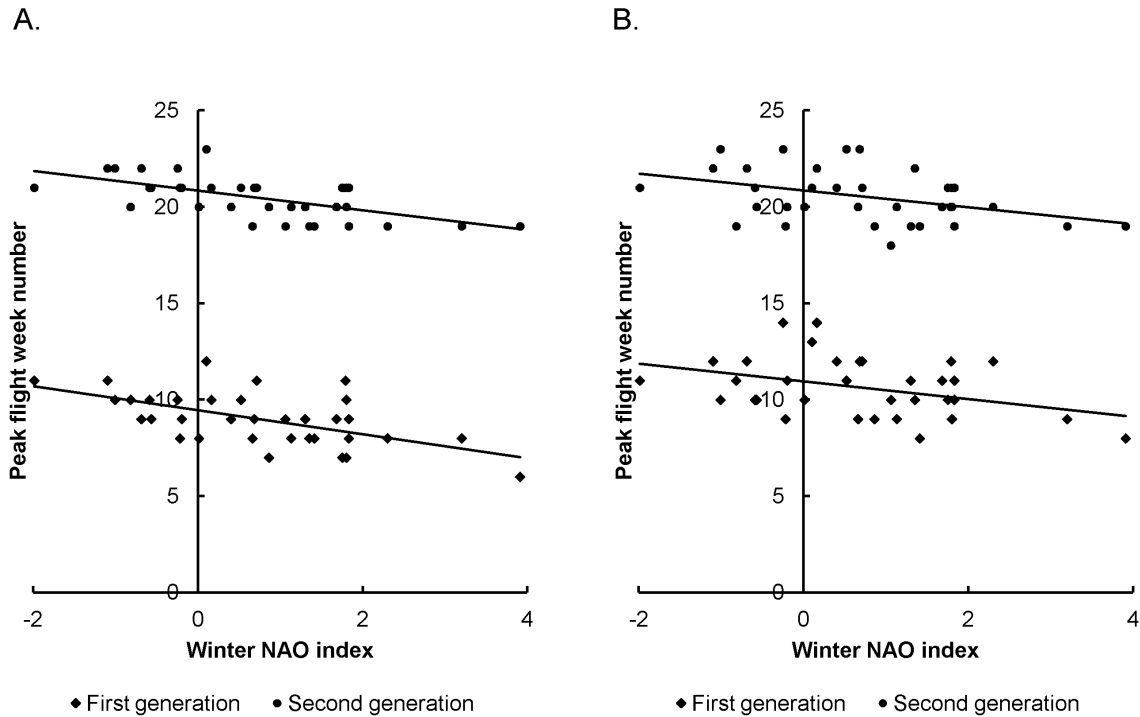 A.
25
20
15
10
5
0
-2
0
2
4
Peak flight week number
Winter NAO index
First generation
Second generation
B.
25
20
15
10
5
0
-2
0
2
4
Peak flight week number
Winter NAO index
First generation
Second generation